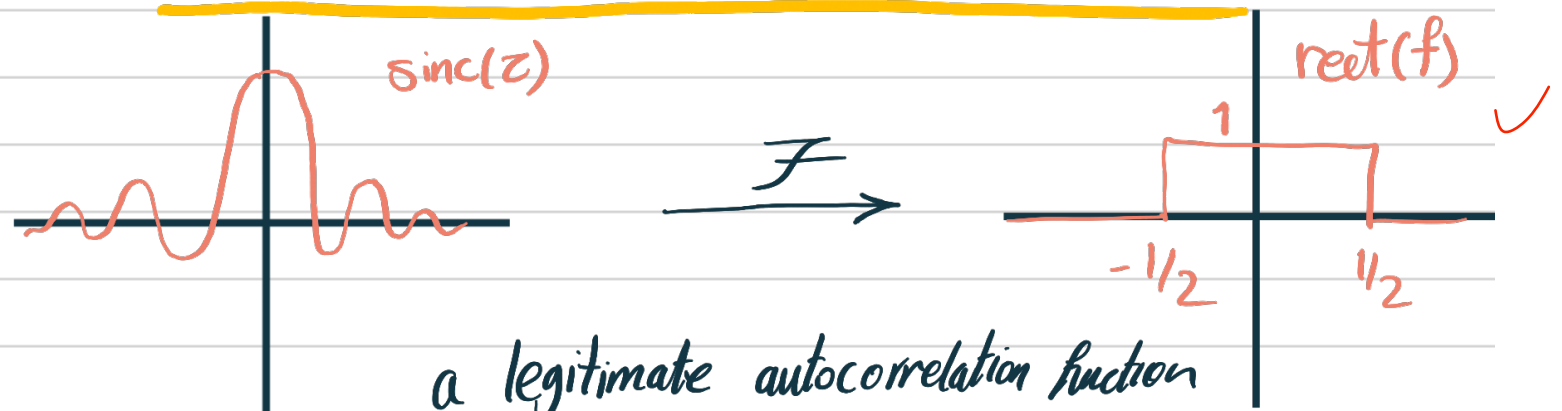 sinc(τ)
rect(f)
1
ℱ
-1/2
1/2
a legitimate autocorrelation function